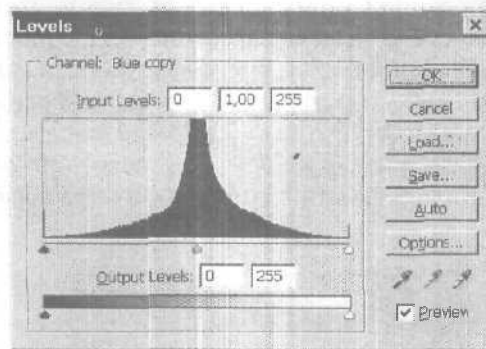 Levels
Channel: Blue copy
Input Levels: 0 1,00 255
Output Levels: 0 255
OK
Cancel
Load...
Save...
Auto
Options...
Preview